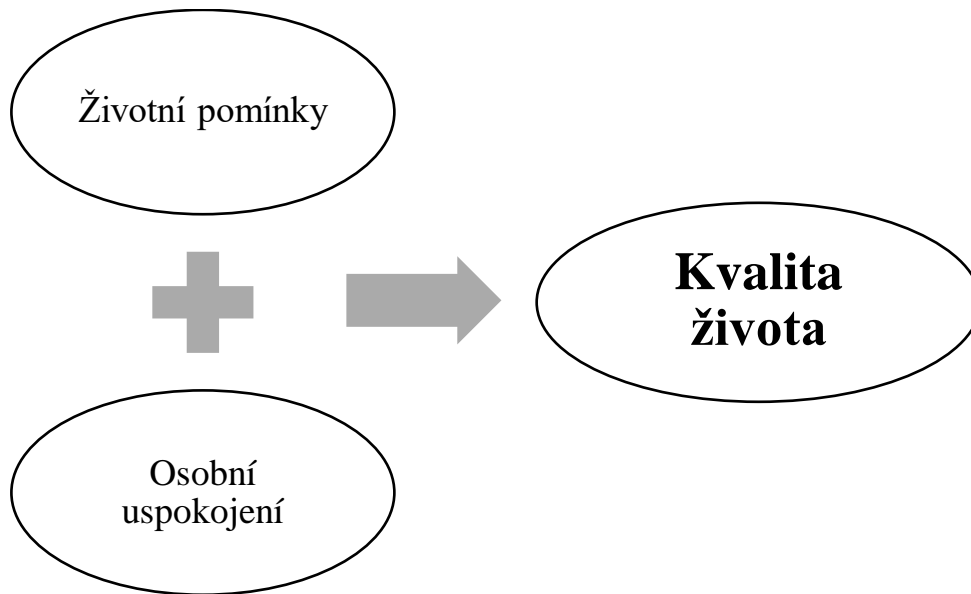 Životní pomínky
Kvalita
života
Osobní
uspokojení